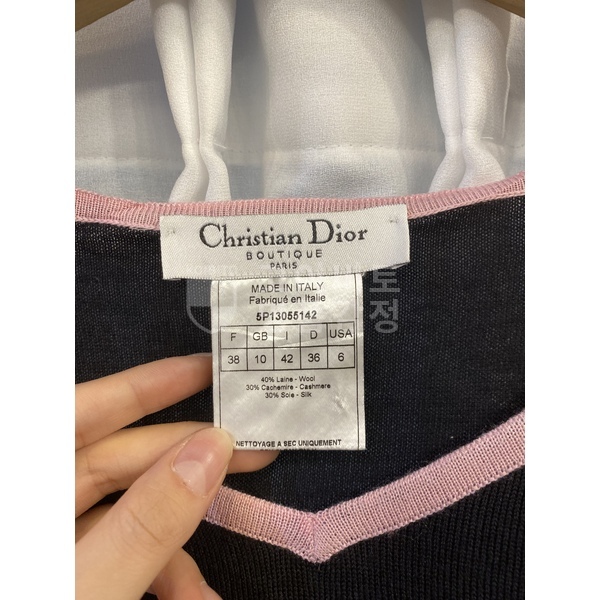 Christian Dior
BOUTIQUE
PARIS
MADE IN ITALY
Fabriqué en Italie
5P13055142
F GB I D USA
38 10 42 36 6
40% Laine - Wool
30% Cachemire - Cashmere
30% Soie - Silk
NETTOYAGE A SEC UNIQUEMENT